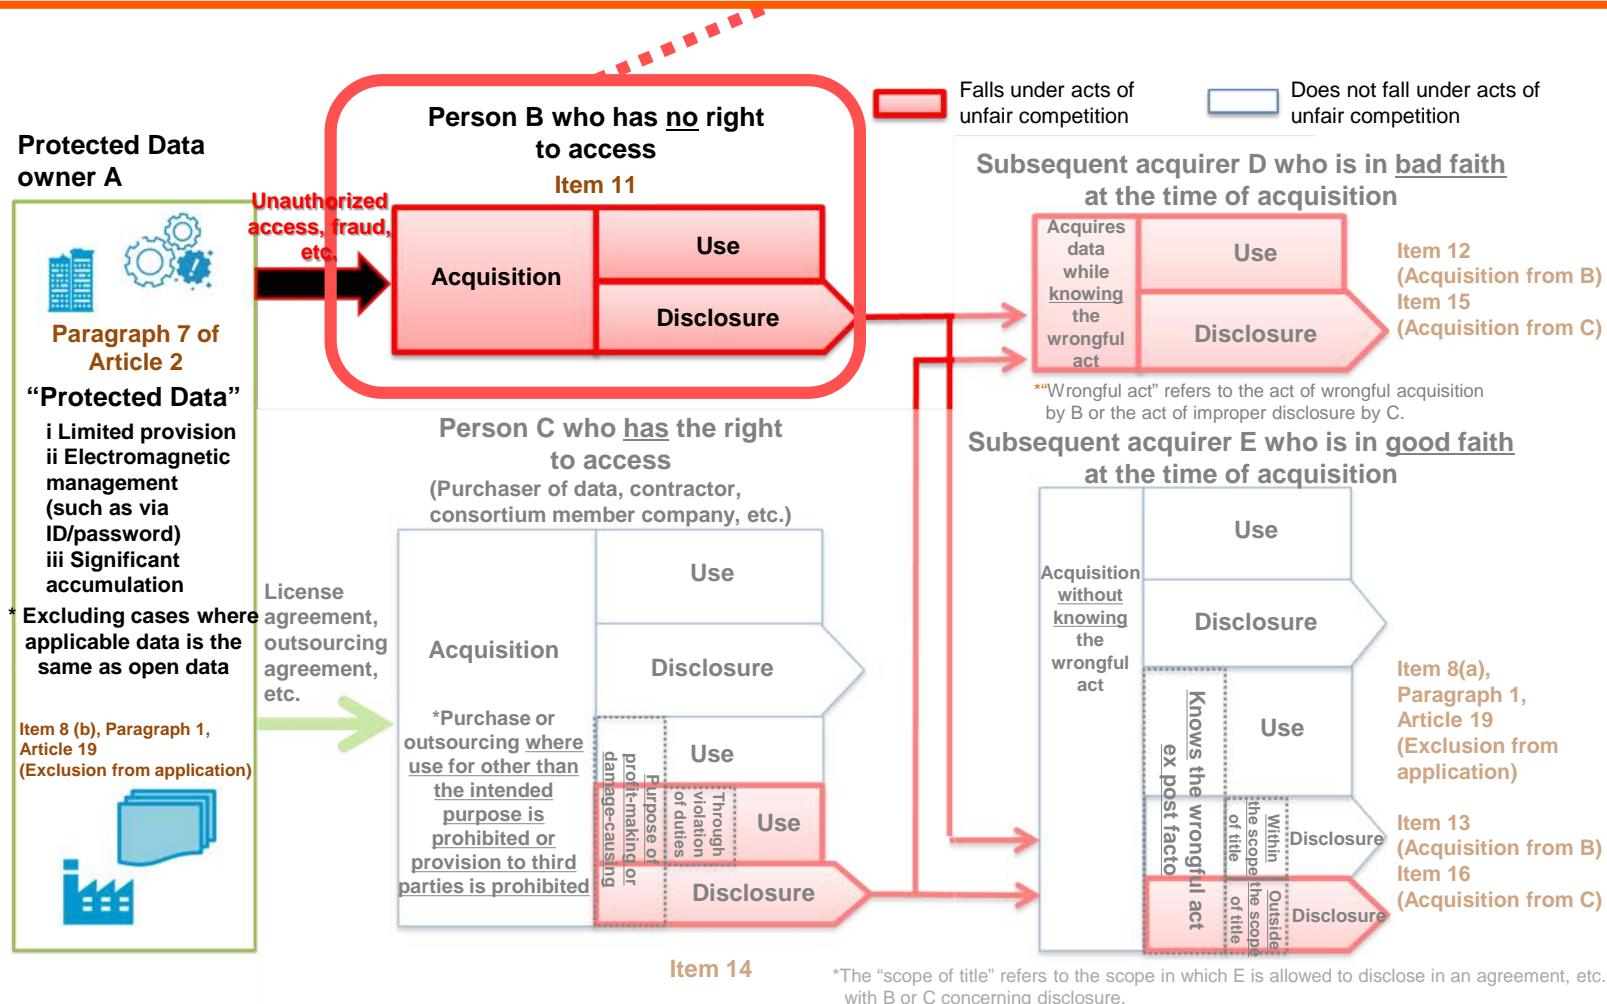 Falls under acts of
unfair competition
Does not fall under acts of
unfair competition
Protected Data
owner A
Paragraph 7 of
Article 2
“Protected Data”
i Limited provision
ii Electromagnetic
management
(such as via
ID/password)
iii Significant
accumulation
* Excluding cases where
applicable data is the
same as open data
Item 8 (b), Paragraph 1,
Article 19
(Exclusion from application)
Unauthorized
access, fraud,
etc.
Person B who has no right
to access
Item 11
Acquisition
Use
Disclosure
License
agreement,
outsourcing
agreement,
etc.
Person C who has the right
to access
(Purchaser of data, contractor,
consortium member company, etc.)
Acquisition
*Purchase or
outsourcing where
use for other than
the intended
purpose is
prohibited or
provision to third
parties is prohibited
Use
Disclosure
Use
Purpose of
profit-making or
damage-causing
Through
violation
of duties
Use
Disclosure
Item 14
Subsequent acquirer D who is in bad faith
at the time of acquisition
Acquires
data
while
knowing
the
wrongful
act
Use
Disclosure
Item 12
(Acquisition from B)
Item 15
(Acquisition from C)
*“Wrongful act” refers to the act of wrongful acquisition
by B or the act of improper disclosure by C.
Subsequent acquirer E who is in good faith
at the time of acquisition
Acquisition
without
knowing
the
wrongful
act
Use
Disclosure
Knows the wrongful act
ex post facto
Use
Within
the scope
of title
Disclosure
Outside
the scope
of title
Disclosure
Item 8(a),
Paragraph 1,
Article 19
(Exclusion from
application)
Item 13
(Acquisition from B)
Item 16
(Acquisition from C)
*The “scope of title” refers to the scope in which E is allowed to disclose in an agreement, etc.
with B or C concerning disclosure.